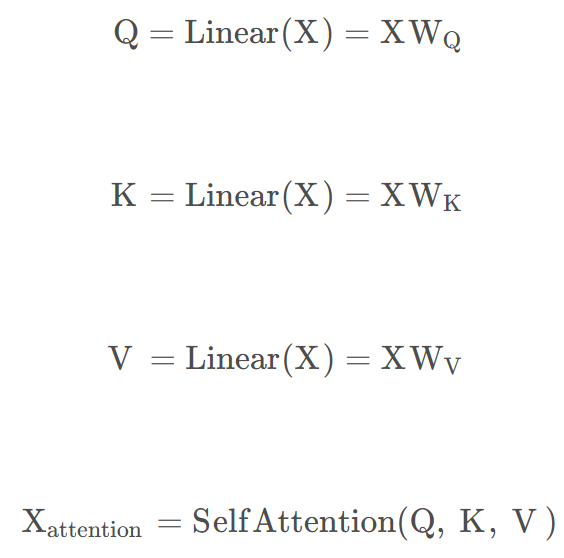 Q = Linear(X) = XW_Q
K = Linear(X) = XW_K
V = Linear(X) = XW_V
X_attention = SelfAttention(Q, K, V)